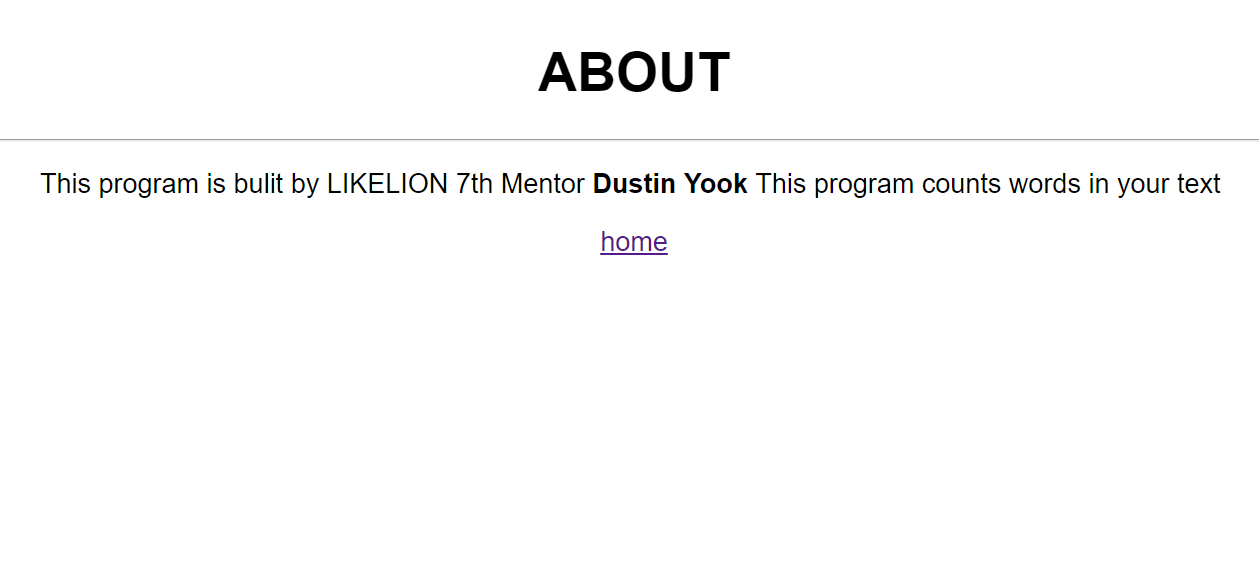 ABOUT
This program is bulit by LIKELION 7th Mentor Dustin Yook This program counts words in your text
home